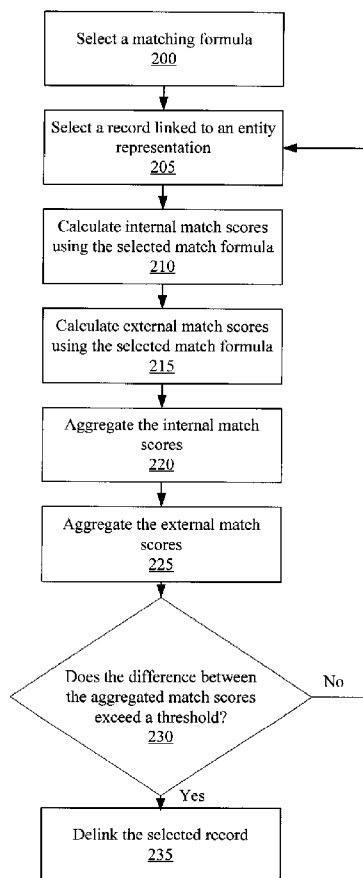 Select a matching formula
200
Select a record linked to an entity
representation
205
Calculate internal match scores
using the selected match formula
210
Calculate external match scores
using the selected match formula
215
Aggregate the internal match
scores
220
Aggregate the external match
scores
225
Does the difference between
the aggregated match scores
exceed a threshold?
230
No
Yes
Delink the selected record
235